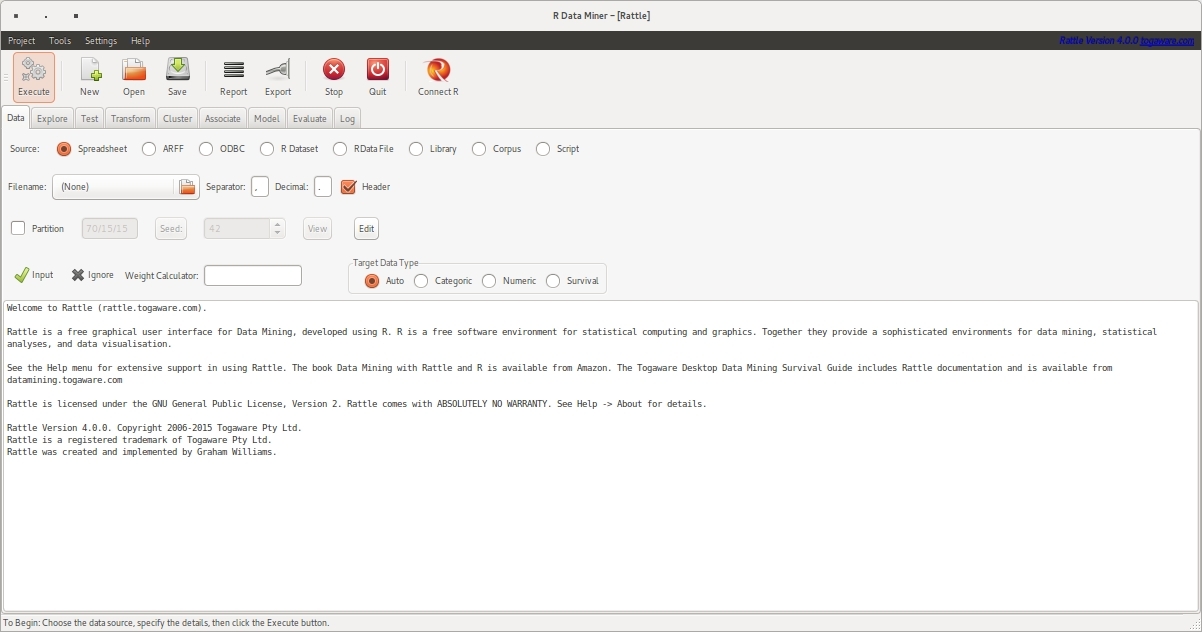 R Data Miner – [Rattle]
Project Tools Settings Help Rattle Version 4.0.0 togaware.com
Execute New Open Save Report Export Stop Quit Connect R
Data Explore Test Transform Cluster Associate Model Evaluate Log
Source: Spreadsheet ARFF ODBC R Dataset RData File Library Corpus Script
Filename: (None) Separator: , Decimal: . Header
Partition 70/15/15 Seed: 42 View Edit
Target Data Type
Input Ignore Weight Calculator: Auto Categoric Numeric Survival
Welcome to Rattle (rattle.togaware.com).
Rattle is a free graphical user interface for Data Mining, developed using R. R is a free software environment for statistical computing and graphics. Together they provide a sophisticated environments for data mining, statistical
analyses, and data visualisation.
See the Help menu for extensive support in using Rattle. The book Data Mining with Rattle and R is available from Amazon. The Togaware Desktop Data Mining Survival Guide includes Rattle documentation and is available from
datamining.togaware.com
Rattle is licensed under the GNU General Public License, Version 2. Rattle comes with ABSOLUTELY NO WARRANTY. See Help -> About for details.
Rattle Version 4.0.0. Copyright 2006-2015 Togaware Pty Ltd.
Rattle is a registered trademark of Togaware Pty Ltd.
Rattle was created and implemented by Graham Williams.
To Begin: Choose the data source, specify the details, then click the Execute button.